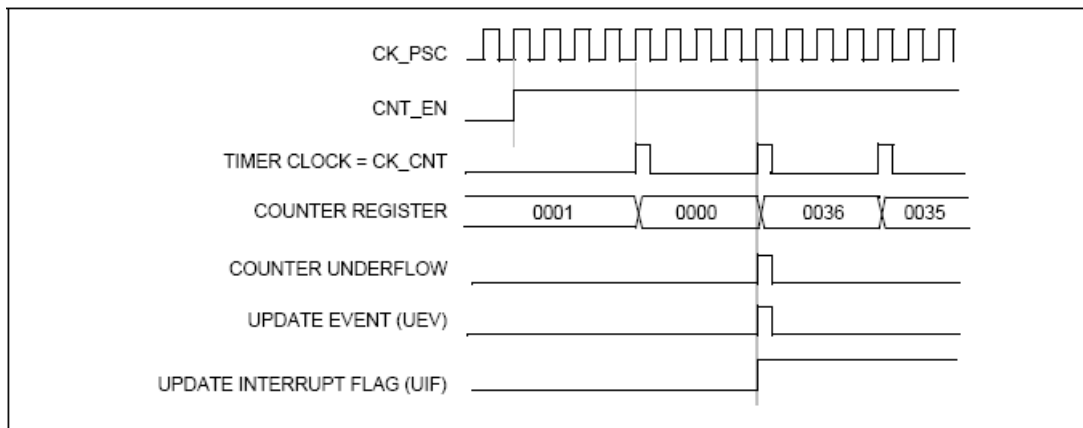 CK_PSC
CNT_EN
TIMER CLOCK = CK_CNT
COUNTER REGISTER 0001 0000 0036 0035
COUNTER UNDERFLOW
UPDATE EVENT (UEV)
UPDATE INTERRUPT FLAG (UIF)